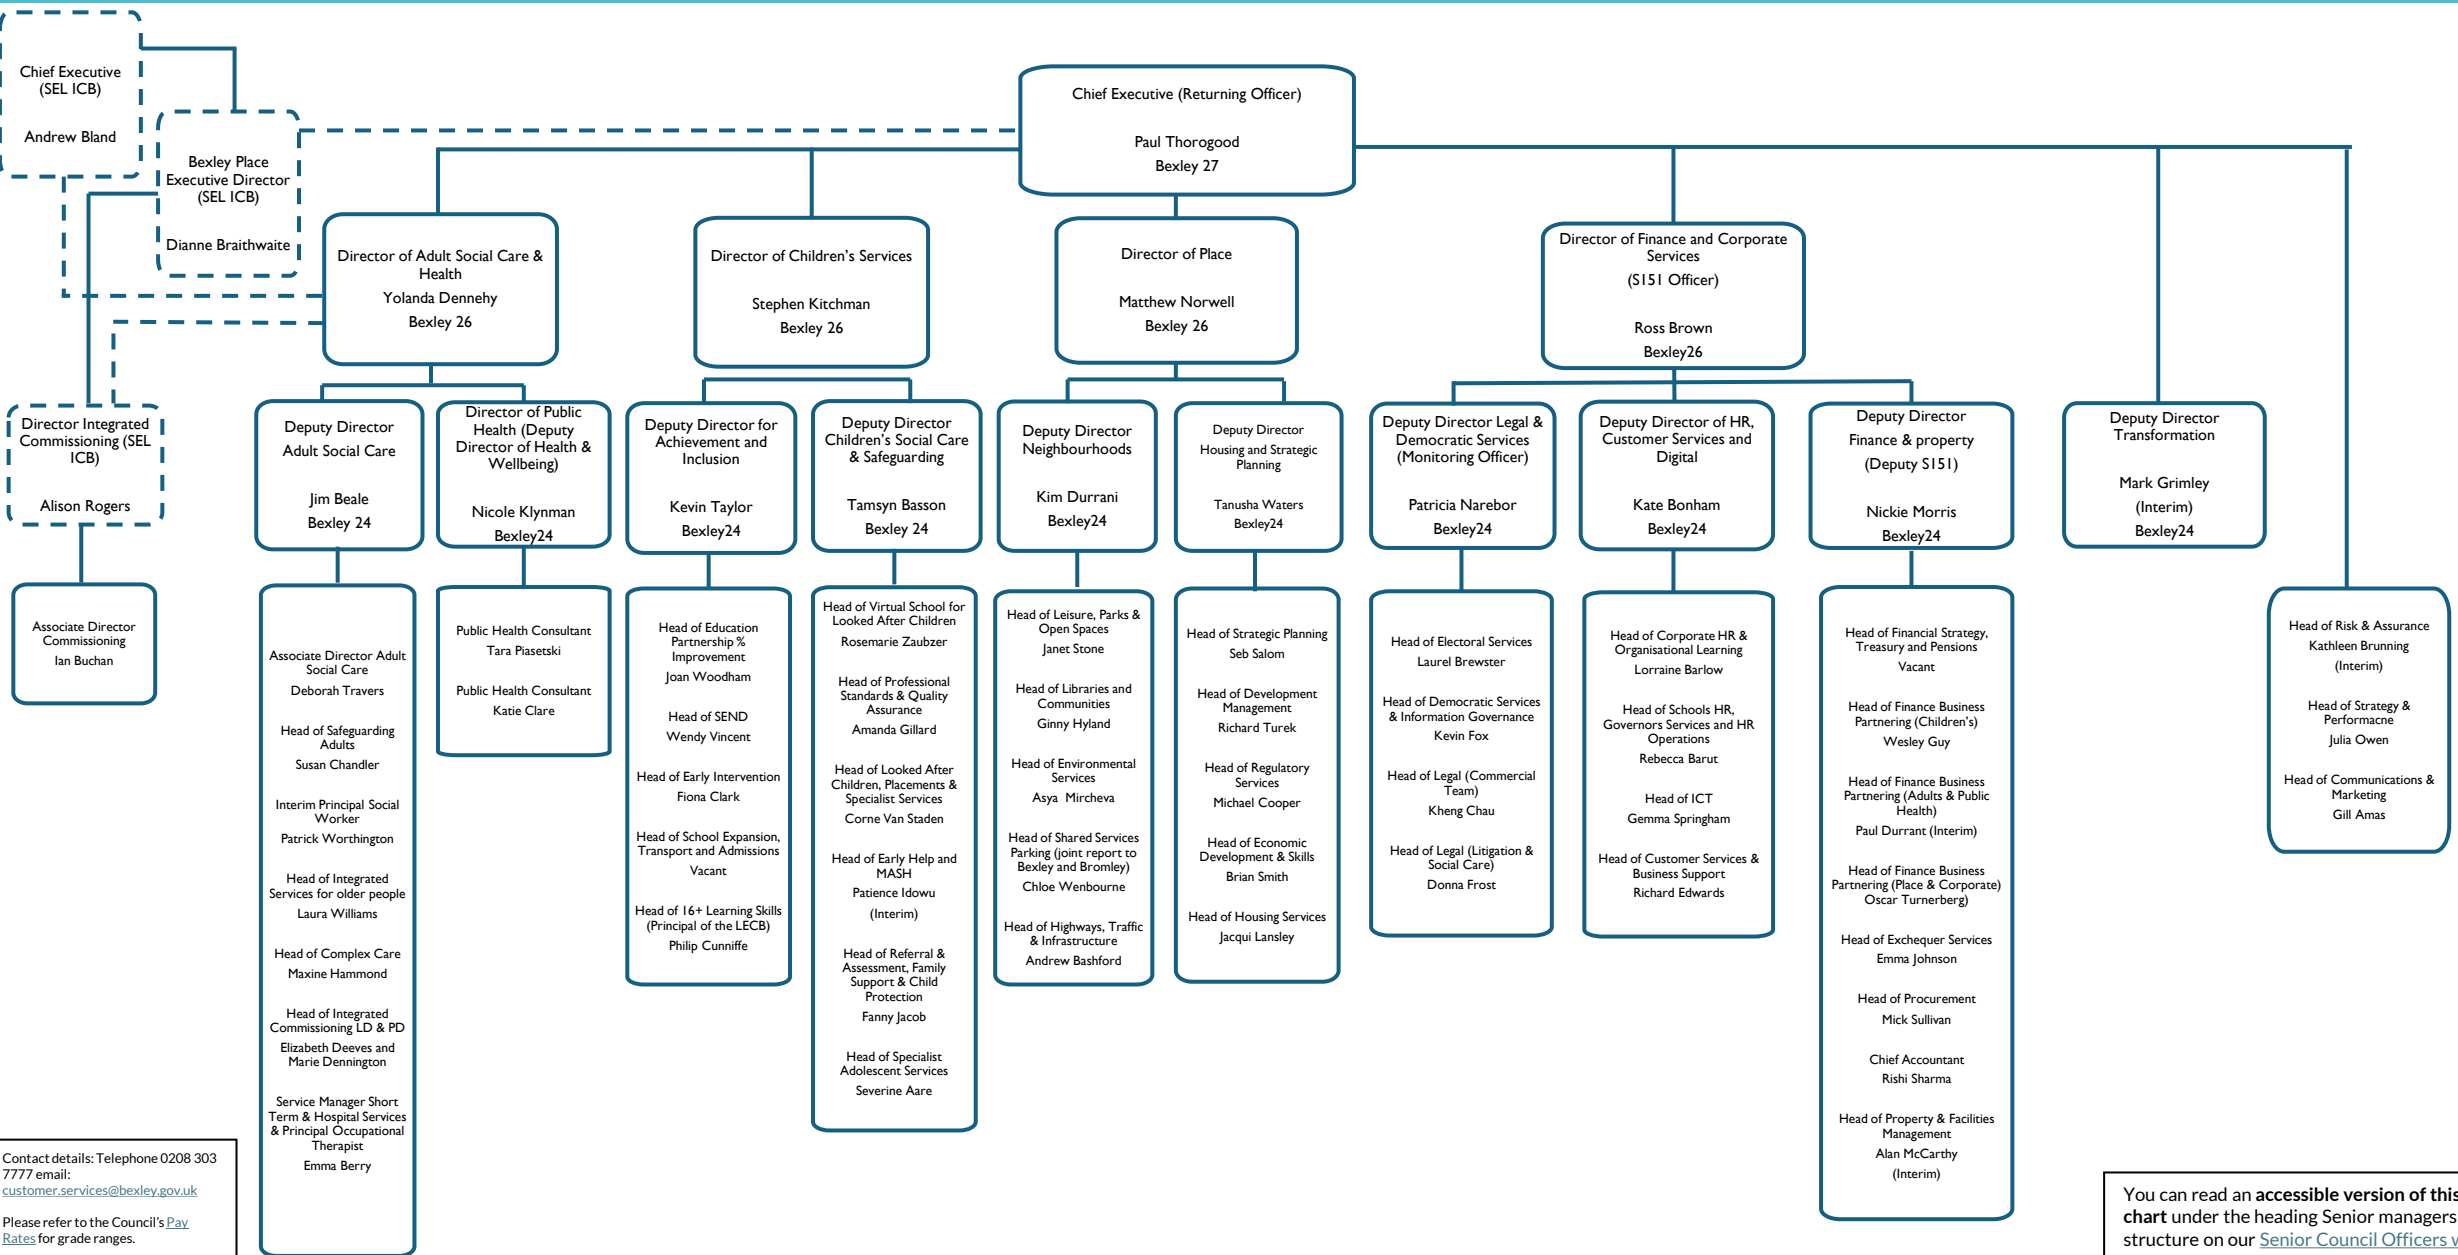 Chief Executive
(SEL ICB)
Andrew Bland
Bexley Place
Executive Director
(SEL ICB)
Dianne Braithwaite
Chief Executive (Returning Officer)
Paul Thorogood
Bexley 27
Director of Adult Social Care &
Health
Yolanda Dennehy
Bexley 26
Director of Children's Services
Stephen Kitchman
Bexley 26
Director of Place
Matthew Norwell
Bexley 26
Director of Finance and Corporate
Services
(S151 Officer)
Ross Brown
Bexley26
Director Integrated
Commissioning (SEL
ICB)
Alison Rogers
Deputy Director
Adult Social Care
Jim Beale
Bexley 24
Director of Public
Health (Deputy
Director of Health &
Wellbeing)
Nicole Klynman
Bexley24
Deputy Director for
Achievement and
Inclusion
Kevin Taylor
Bexley24
Deputy Director
Children's Social Care
& Safeguarding
Tamsyn Basson
Bexley 24
Deputy Director
Neighbourhoods
Kim Durrani
Bexley24
Deputy Director
Housing and Strategic
Planning
Tanusha Waters
Bexley24
Deputy Director Legal &
Democratic Services
(Monitoring Officer)
Patricia Narebor
Bexley24
Deputy Director of HR,
Customer Services and
Digital
Kate Bonham
Bexley24
Deputy Director
Finance & property
(Deputy S151)
Nickie Morris
Bexley24
Deputy Director
Transformation
Mark Grimley
(Interim)
Bexley24
Associate Director
Commissioning
Ian Buchan
Associate Director Adult
Social Care
Deborah Travers
Head of Safeguarding
Adults
Susan Chandler
Interim Principal Social
Worker
Patrick Worthington
Head of Integrated
Services for older people
Laura Williams
Head of Complex Care
Maxine Hammond
Head of Integrated
Commissioning LD & PD
Elizabeth Deeves and
Marie Dennington
Service Manager Short
Term & Hospital Services
& Principal Occupational
Therapist
Emma Berry
Public Health Consultant
Tara Piasetski
Public Health Consultant
Katie Clare
Head of Education
Partnership %
Improvement
Joan Woodham
Head of SEND
Wendy Vincent
Head of Early Intervention
Fiona Clark
Head of School Expansion,
Transport and Admissions
Vacant
Head of 16+ Learning Skills
(Principal of the LECB)
Philip Cunniffe
Head of Virtual School for
Looked After Children
Rosemarie Zaubzer
Head of Professional
Standards & Quality
Assurance
Amanda Gillard
Head of Looked After
Children, Placements &
Specialist Services
Corne Van Staden
Head of Early Help and
MASH
Patience Idowu
(Interim)
Head of Referral &
Assessment, Family
Support & Child
Protection
Fanny Jacob
Head of Specialist
Adolescent Services
Severine Aare
Head of Leisure, Parks &
Open Spaces
Janet Stone
Head of Libraries and
Communities
Ginny Hyland
Head of Environmental
Services
Asya  Mircheva
Head of Shared Services
Parking (joint report to
Bexley and Bromley)
Chloe Wenbourne
Head of Highways, Traffic
& Infrastructure
Andrew Bashford
Head of Strategic Planning
Seb Salom
Head of Development
Management
Richard Turek
Head of Regulatory
Services
Michael Cooper
Head of Economic
Development & Skills
Brian Smith
Head of Housing Services
Jacqui Lansley
Head of Electoral Services
Laurel Brewster
Head of Democratic Services
& Information Governance
Kevin Fox
Head of Legal (Commercial
Team)
Kheng Chau
Head of Legal (Litigation &
Social Care)
Donna Frost
Head of Corporate HR &
Organisational Learning
Lorraine Barlow
Head of Schools HR,
Governors Services and HR
Operations
Rebecca Barut
Head of ICT
Gemma Springham
Head of Customer Services &
Business Support
Richard Edwards
Head of Financial Strategy,
Treasury and Pensions
Vacant
Head of Finance Business
Partnering (Children's)
Wesley Guy
Head of Finance Business
Partnering (Adults & Public
Health)
Paul Durrant (Interim)
Head of Finance Business
Partnering (Place & Corporate)
Oscar Turnerberg)
Head of Exchequer Services
Emma Johnson
Head of Procurement
Mick Sullivan
Chief Accountant
Rishi Sharma
Head of Property & Facilities
Management
Alan McCarthy
(Interim)
Head of Risk & Assurance
Kathleen Brunning
(Interim)
Head of Strategy &
Performacne
Julia Owen
Head of Communications &
Marketing
Gill Amas
Contact details: Telephone 0208 303
7777 email:
customer.services@bexley.gov.uk
Please refer to the Council's Pay
Rates for grade ranges.
You can read an accessible version of this
chart under the heading Senior managers
structure on our Senior Council Officers